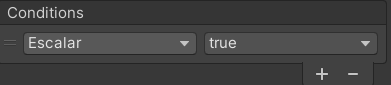 Conditions
Escalar true
+ −